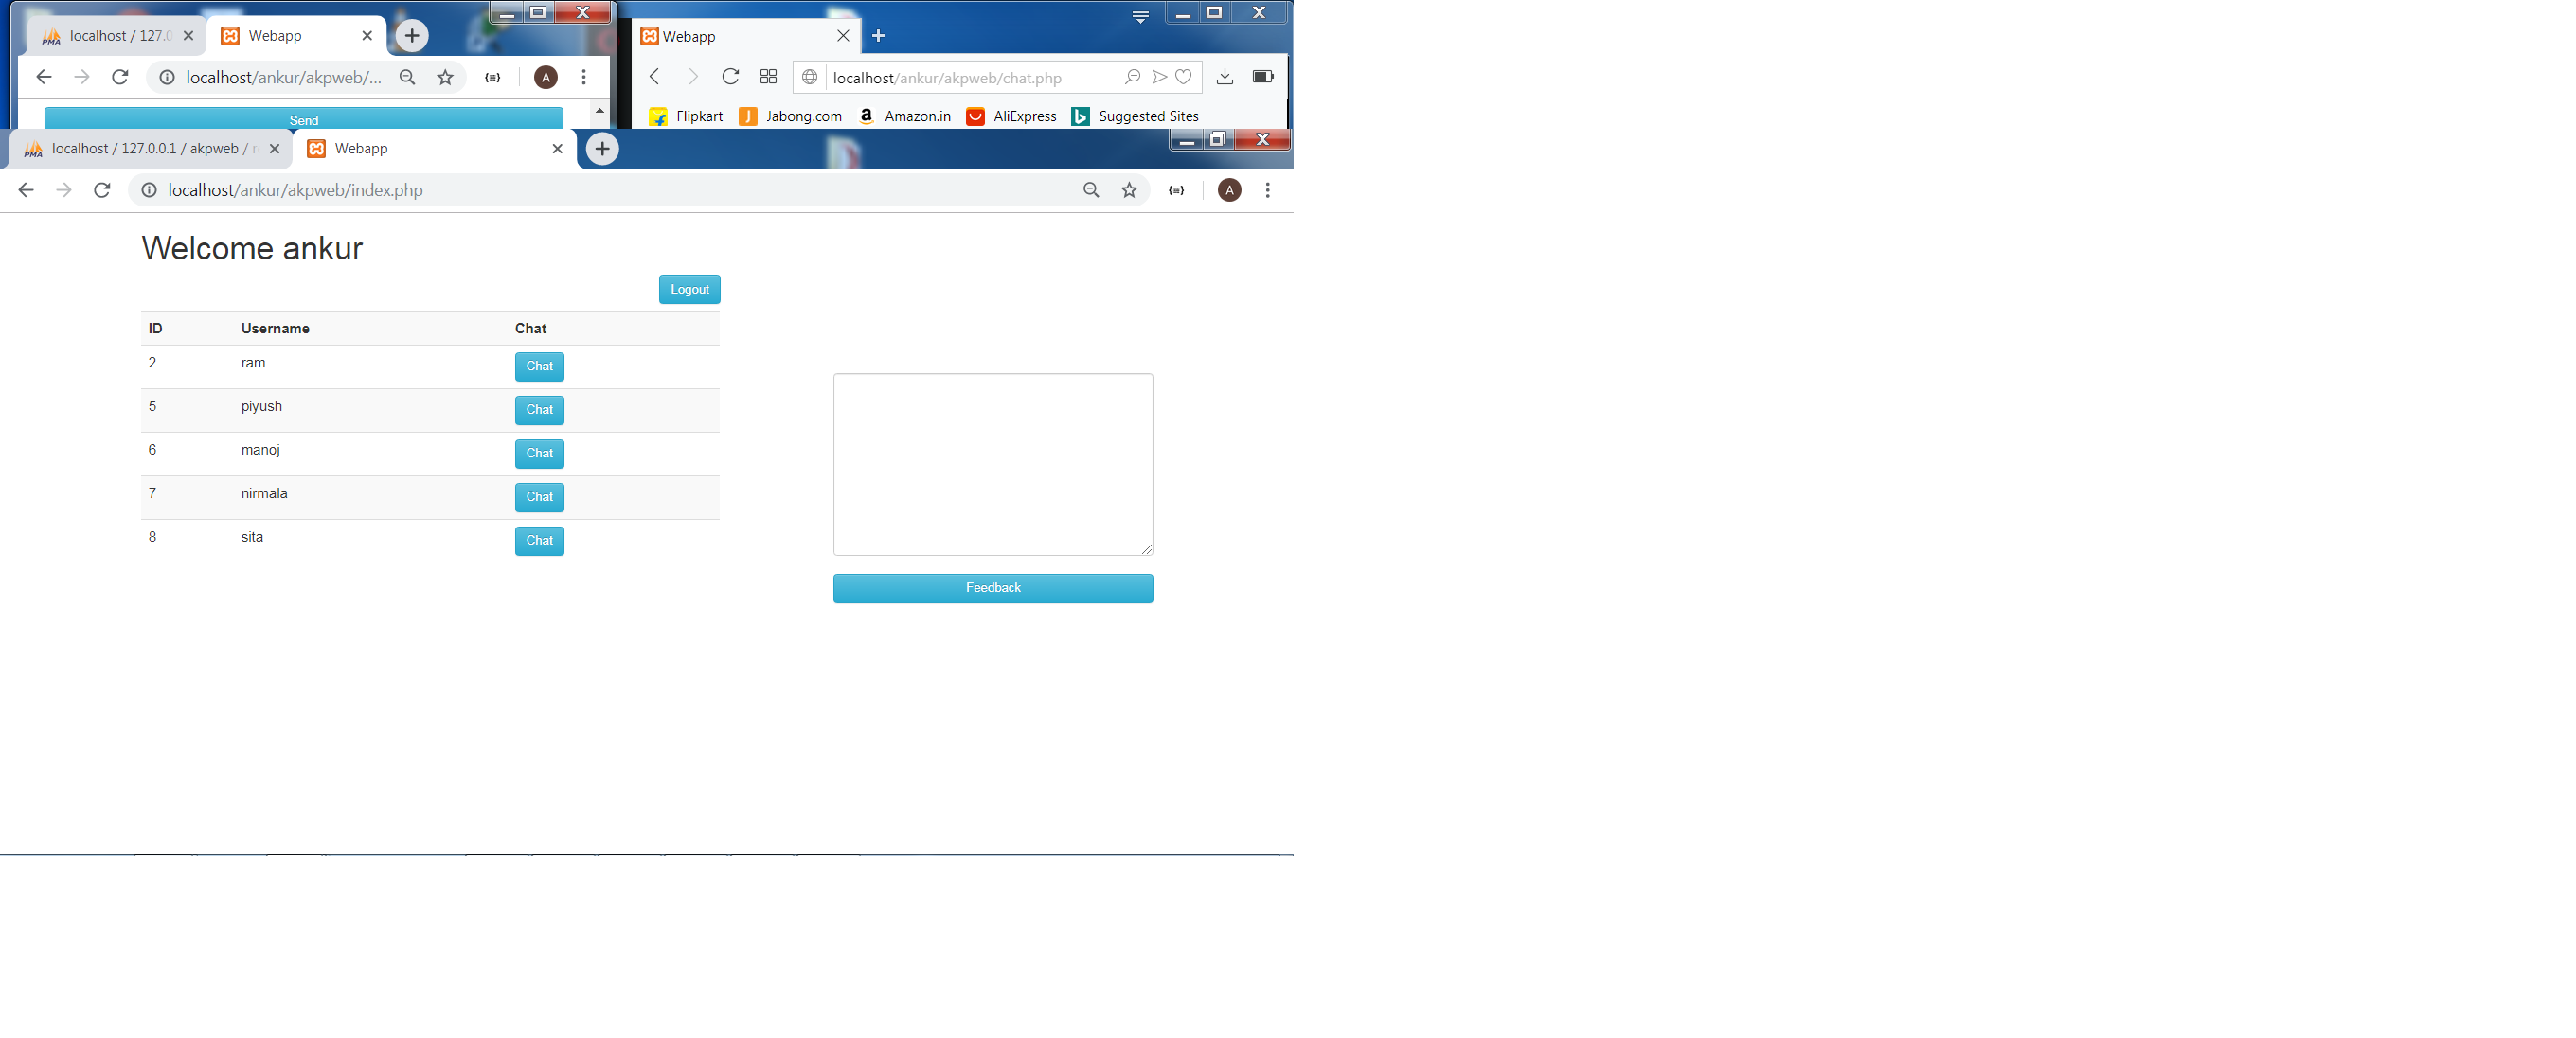 localhost / 127.0
Webapp
localhost/ankur/akpweb/...
A
Send
Webapp
localhost/ankur/akpweb/chat.php
Flipkart Jabong.com Amazon.in AliExpress Suggested Sites
PMA localhost / 127.0.0.1 / akpweb /
Webapp
localhost/ankur/akpweb/index.php
A
Welcome ankur
Logout
ID Username Chat
2 ram Chat
5 piyush Chat
6 manoj Chat
7 nirmala Chat
8 sita Chat
Feedback